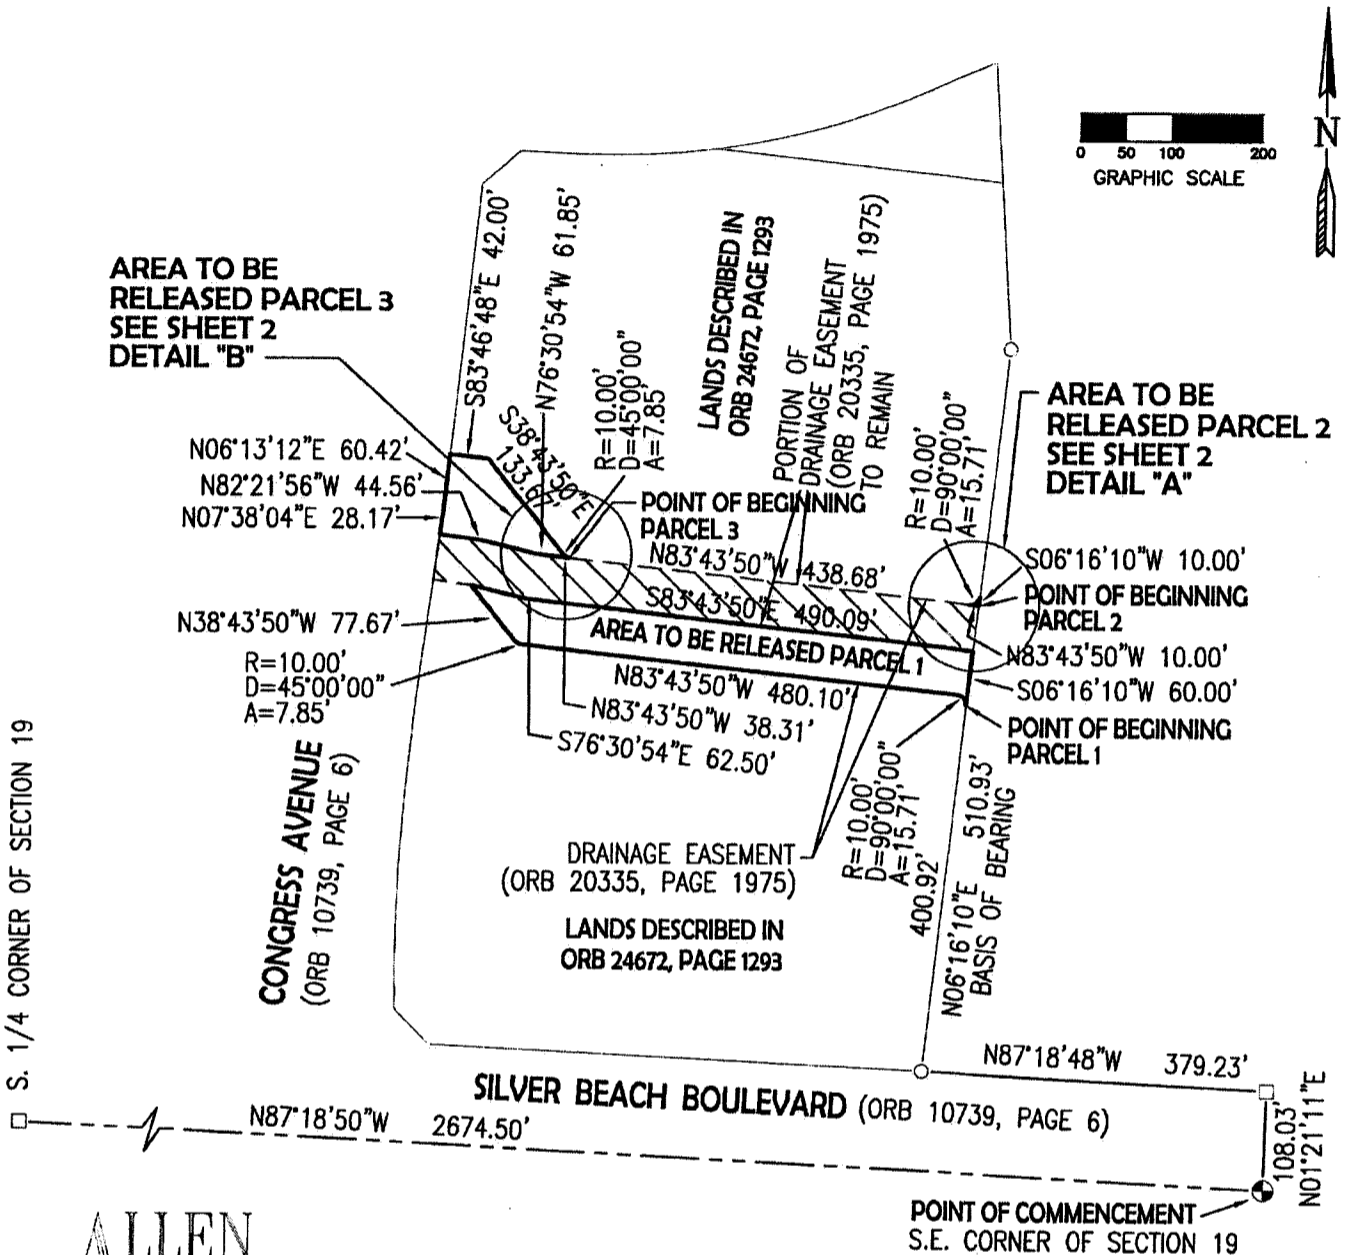 N
0 50 100 200
GRAPHIC SCALE
AREA TO BE
RELEASED PARCEL 3
SEE SHEET 2
DETAIL "B"
S83°46'48"E 42.00'
N76°30'54"W 61.85'
S38°43'50"E
133.67'
R=10.00'
D=45°00'00"
A=7.85'
LANDS DESCRIBED IN
ORB 24672, PAGE 1293
PORTION OF
DRAINAGE EASEMENT
(ORB 20335, PAGE 1975)
TO REMAIN
R=10.00'
D=90°00'00"
A=15.71'
AREA TO BE
RELEASED PARCEL 2
SEE SHEET 2
DETAIL "A"
N06°13'12"E 60.42'
N82°21'56"W 44.56'
N07°38'04"E 28.17'
POINT OF BEGINNING
PARCEL 3
N83°43'50"W 438.68'
S83°43'50"E 490.09'
S06°16'10"W 10.00'
POINT OF BEGINNING
PARCEL 2
N83°43'50"W 10.00'
S06°16'10"W 60.00'
POINT OF BEGINNING
PARCEL 1
N38°43'50"W 77.67'
R=10.00'
D=45°00'00"
A=7.85'
AREA TO BE RELEASED PARCEL 1
N83°43'50"W 480.10'
N83°43'50"W 38.31'
S76°30'54"E 62.50'
S. 1/4 CORNER OF SECTION 19
CONGRESS AVENUE
(ORB 10739, PAGE 6)
DRAINAGE EASEMENT
(ORB 20335, PAGE 1975)
R=10.00'
D=90°00'00"
A=15.71'
400.92'
N06°16'10"E 510.93'
BASIS OF BEARING
LANDS DESCRIBED IN
ORB 24672, PAGE 1293
N87°18'48"W 379.23'
SILVER BEACH BOULEVARD (ORB 10739, PAGE 6)
N87°18'50"W 2674.50'
108.03'
N01°21'11"E
POINT OF COMMENCEMENT
S.E. CORNER OF SECTION 19
ALLEN